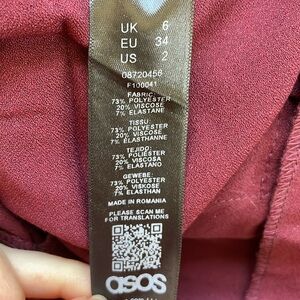 UK 6
EU 34
US 2
08720456
F100041
FABRIC:
73% POLYESTER
20% VISCOSE
7% ELASTANE
TISSU:
73% POLYESTER
20% VISCOSE
7% ELASTHANNE
TEJIDO:
73% POLIÉSTER
20% VISCOSA
7% ELASTANO
GEWEBE:
73% POLYESTER
20% VISKOSE
7% ELASTHAN
MADE IN ROMANIA
PLEASE SCAN ME
FOR TRANSLATIONS
asos